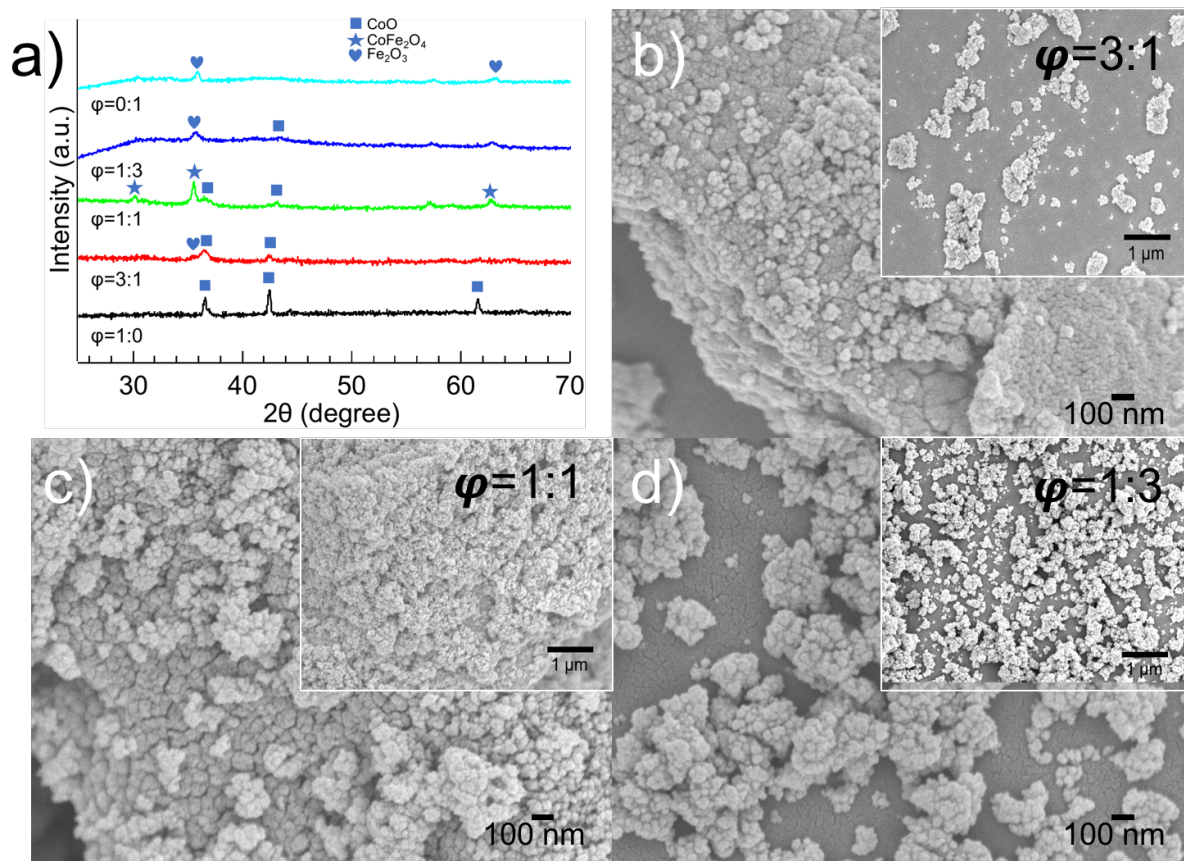 a)
CoO
CoFe₂O₄
Fe₂O₃
φ=0:1
φ=1:3
φ=1:1
φ=3:1
φ=1:0
Intensity (a.u.)
30 40 50 60 70
2θ (degree)
b)
φ=3:1
1 μm
100 nm
c)
φ=1:1
1 μm
100 nm
d)
φ=1:3
1 μm
100 nm